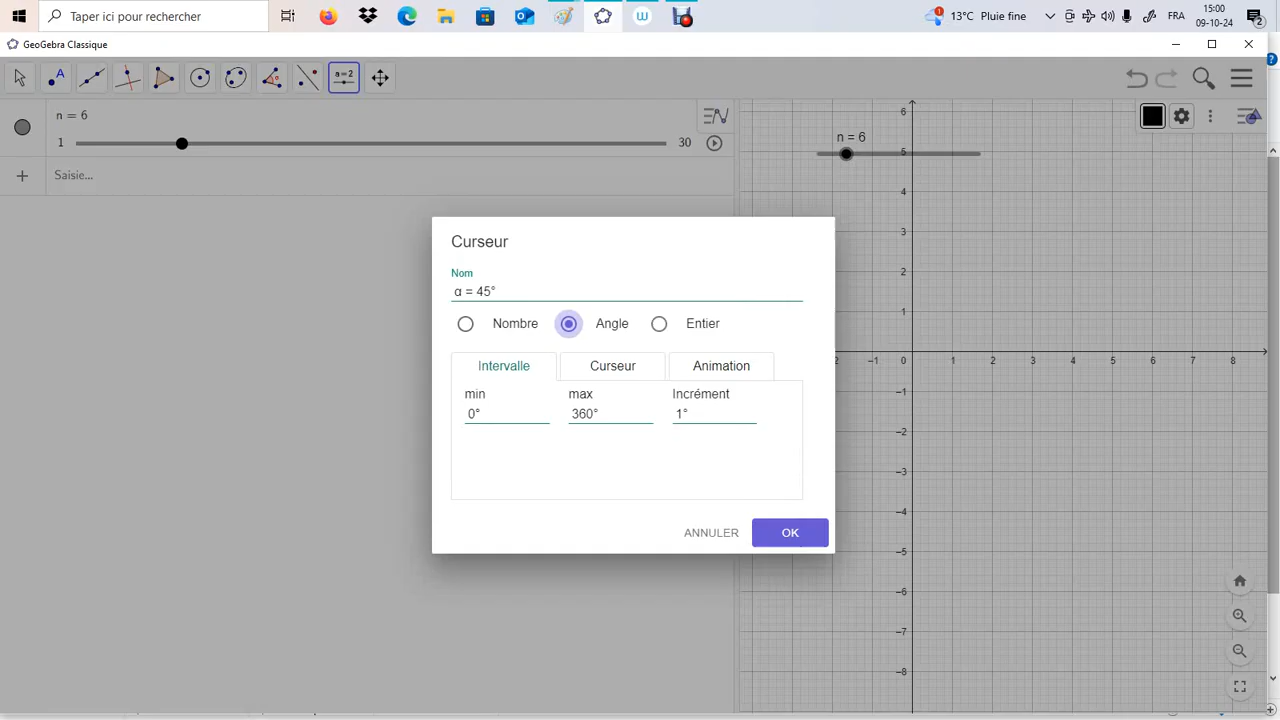 Taper ici pour rechercher
13°C Pluie fine
FRA
15:00
09-10-24
2
GeoGebra Classique
A
a=2
n = 6
1
30
Saisie...
n = 6
Curseur
Nom
α = 45°
Nombre
Angle
Entier
Intervalle
Curseur
Animation
min
max
Incrément
0°
360°
1°
ANNULER
OK
6
5
4
3
2
1
2
−1
0
1
2
3
4
5
6
7
8
−1
−2
−3
−4
−5
−6
−7
−8